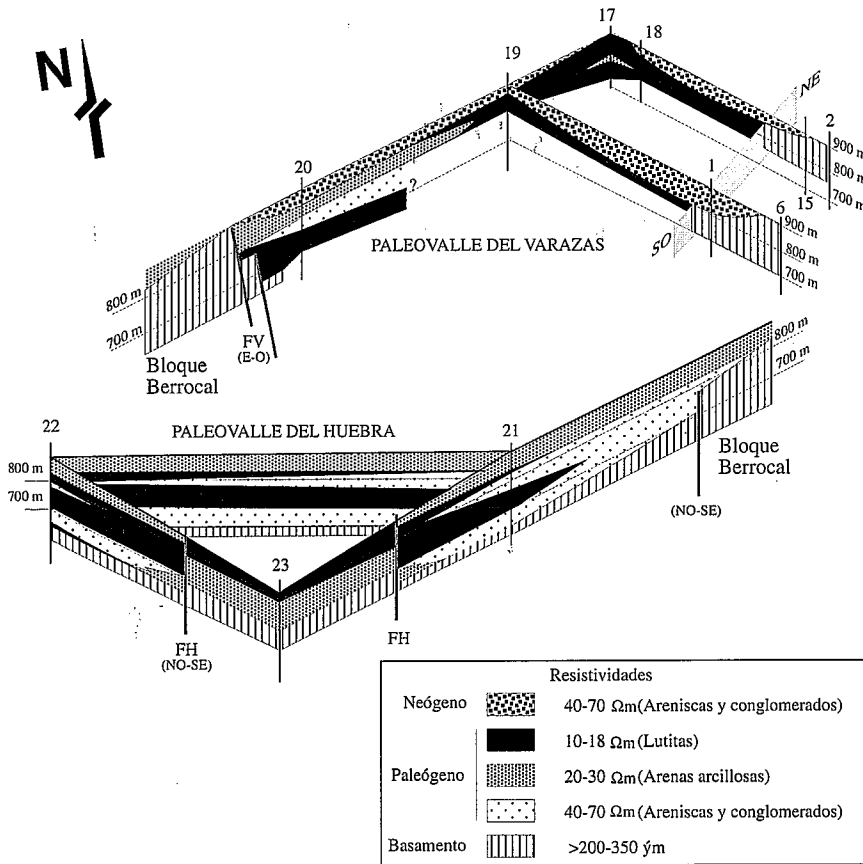 N
17
18
19
NE
2
900 m
800 m
700 m
15
20
1
6
900 m
800 m
700 m
?
SO
PALEOVALLE DEL VARAZAS
800 m
700 m
FV
(E-O)
Bloque
Berrocal
800 m
700 m
22
PALEOVALLE DEL HUEBRA
21
Bloque
Berrocal
800 m
700 m
(NO-SE)
23
FH
(NO-SE)
FH
Resistividades
Neógeno 40-70 Ωm (Areniscas y conglomerados)
10-18 Ωm (Lutitas)
Paleógeno 20-30 Ωm (Arenas arcillosas)
40-70 Ωm (Areniscas y conglomerados)
Basamento >200-350 ým